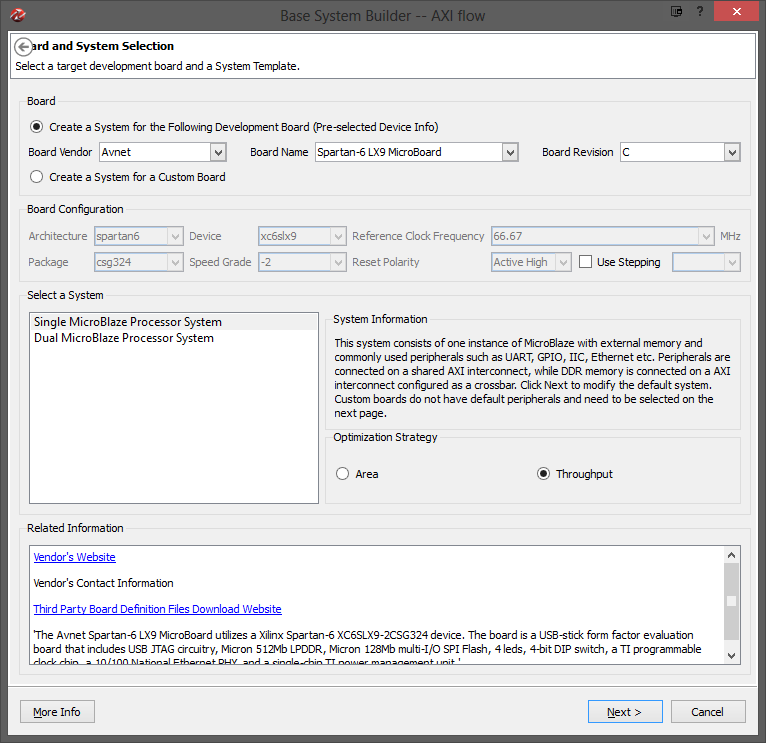 Base System Builder -- AXI flow
?
ard and System Selection
Select a target development board and a System Template.
Board
Create a System for the Following Development Board (Pre-selected Device Info)
Board Vendor Avnet Board Name Spartan-6 LX9 MicroBoard Board Revision C
Create a System for a Custom Board
Board Configuration
Architecture spartan6 Device xc6slx9 Reference Clock Frequency 66.67 MHz
Package csg324 Speed Grade -2 Reset Polarity Active High Use Stepping
Select a System
Single MicroBlaze Processor System
Dual MicroBlaze Processor System
System Information
This system consists of one instance of MicroBlaze with external memory and
commonly used peripherals such as UART, GPIO, IIC, Ethernet etc. Peripherals are
connected on a shared AXI interconnect, while DDR memory is connected on a AXI
interconnect configured as a crossbar. Click Next to modify the default system.
Custom boards do not have default peripherals and need to be selected on the
next page.
Optimization Strategy
Area Throughput
Related Information
Vendor's Website
Vendor's Contact Information
Third Party Board Definition Files Download Website
'The Avnet Spartan-6 LX9 MicroBoard utilizes a Xilinx Spartan-6 XC6SLX9-2CSG324 device. The board is a USB-stick form factor evaluation
board that includes USB JTAG circuitry, Micron 512Mb LPDDR, Micron 128Mb multi-I/O SPI Flash, 4 leds, 4-bit DIP switch, a TI programmable
clock chip, a 10/100 National Ethernet PHY, and a single-chip TI power management unit.'
More Info Next > Cancel